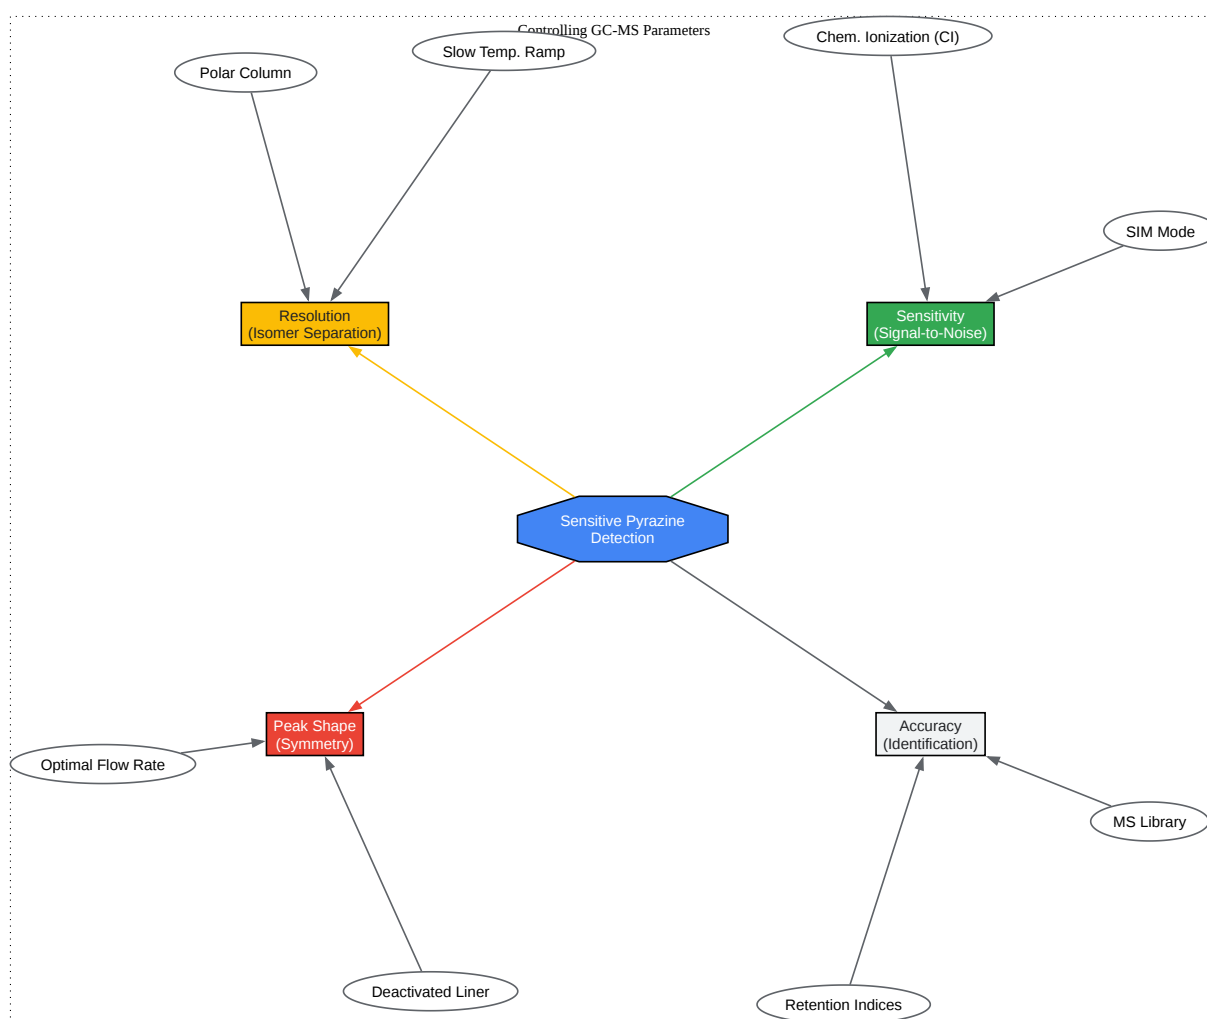 Controlling GC-MS Parameters
Chem. Ionization (CI)
Slow Temp. Ramp
Polar Column
SIM Mode
Resolution
(Isomer Separation)
Sensitivity
(Signal-to-Noise)
Sensitive Pyrazine
Detection
Peak Shape
(Symmetry)
Accuracy
(Identification)
Optimal Flow Rate
MS Library
Deactivated Liner
Retention Indices